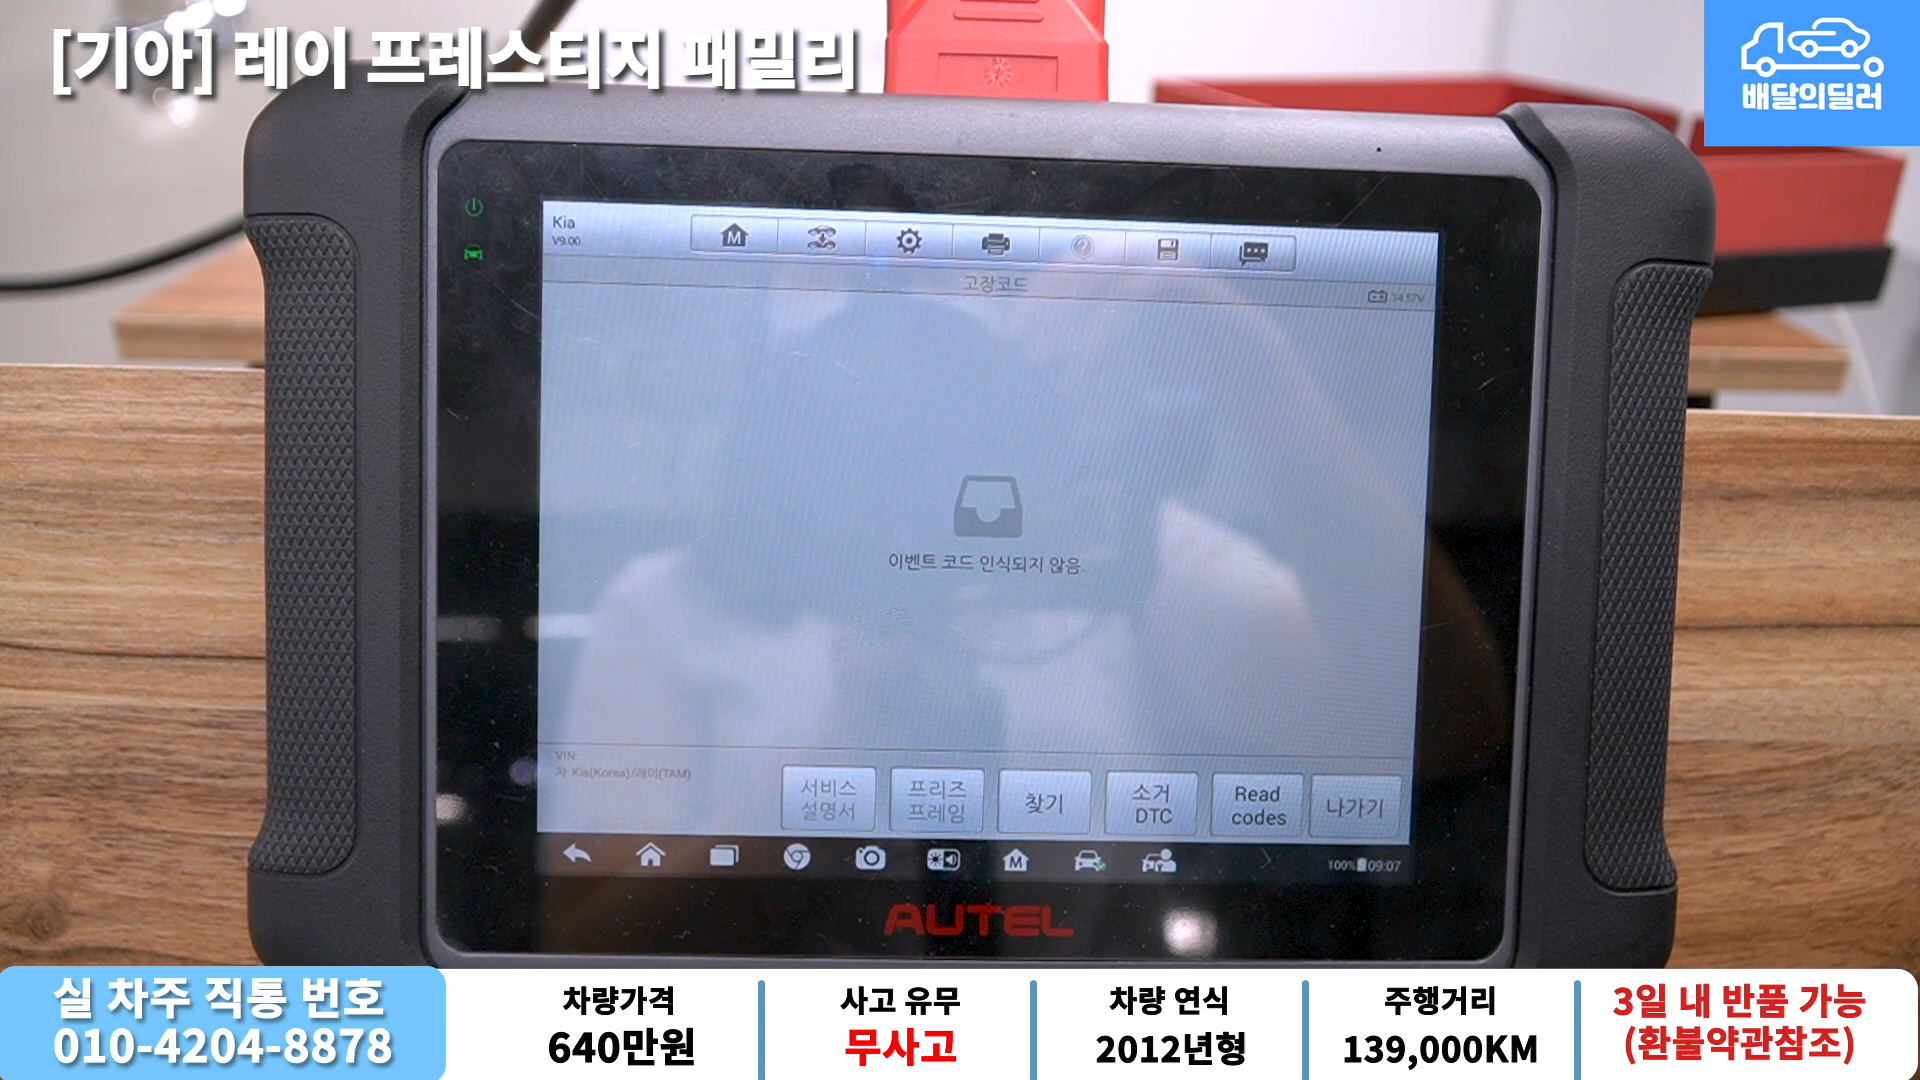 [기아] 레이 프레스티지 패밀리
배달의딜러
Kia
V9.00
M
고장코드
14.57V
이벤트 코드 인식되지 않음.
VIN:
차: Kia(Korea)/레이(TAM)
서비스
설명서
프리즈
프레임
찾기
소거
DTC
Read
codes
나가기
M
100% 09:07
AUTEL
실 차주 직통 번호
010-4204-8878
차량가격
640만원
사고 유무
무사고
차량 연식
2012년형
주행거리
139,000KM
3일 내 반품 가능
(환불약관참조)